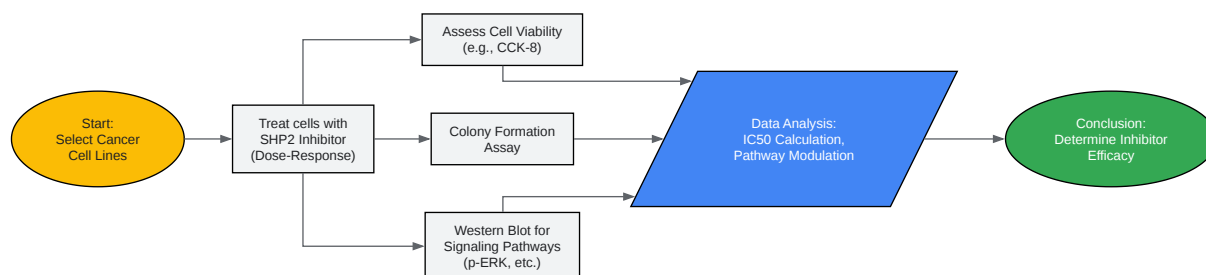 Start:
Select Cancer
Cell Lines
Treat cells with
SHP2 Inhibitor
(Dose-Response)
Assess Cell Viability
(e.g., CCK-8)
Colony Formation
Assay
Western Blot for
Signaling Pathways
(p-ERK, etc.)
Data Analysis:
IC50 Calculation,
Pathway Modulation
Conclusion:
Determine Inhibitor
Efficacy